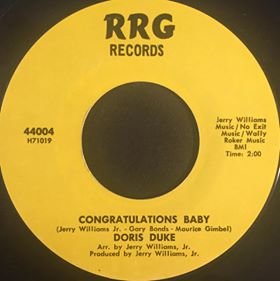 RRG
RECORDS
44004
H71019
Jerry Williams
Music/No Exit
Music/Wally
Roker Music
BMI
Time: 2:00
CONGRATULATIONS BABY
(Jerry Williams Jr. - Gary Bonds - Maurice Gimbel)
DORIS DUKE
Arr. by Jerry Williams, Jr.
Produced by Jerry Williams, Jr.